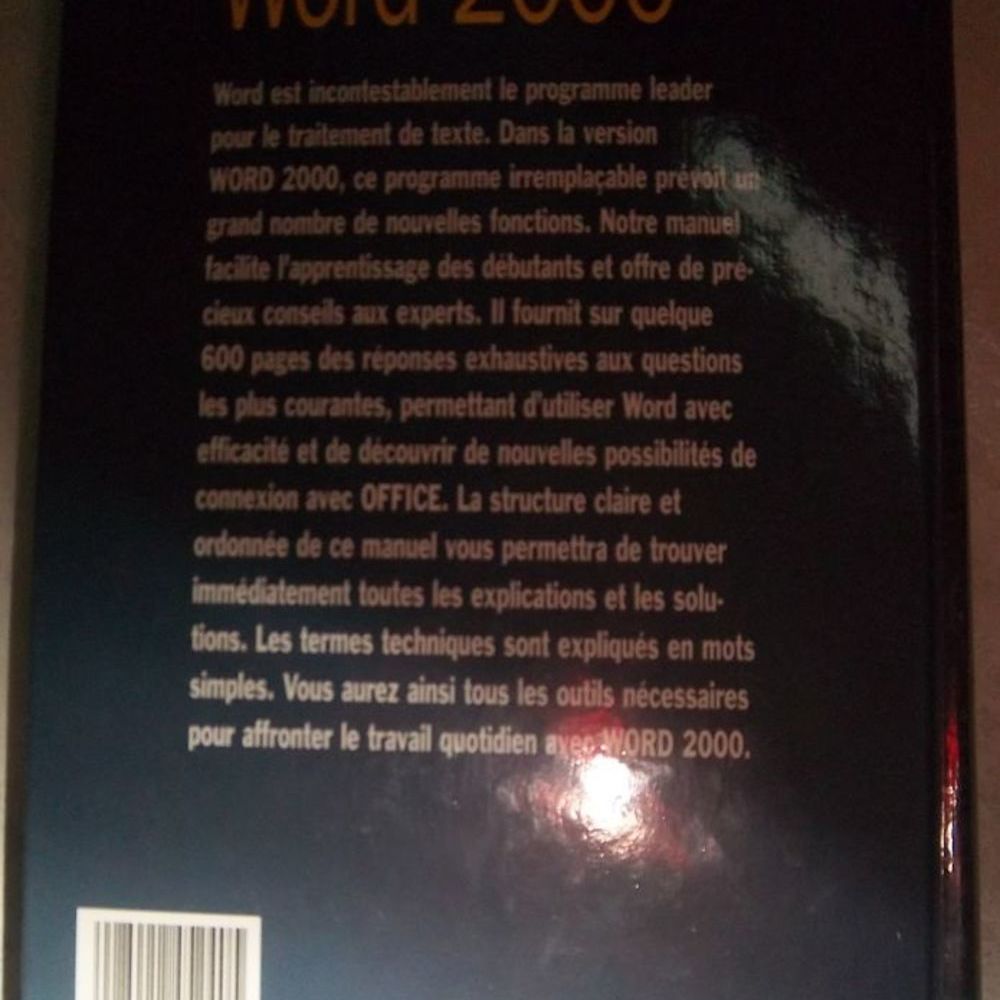 Word 2000
Word est incontestablement le programme leader
pour le traitement de texte. Dans la version
WORD 2000, ce programme irremplaçable prévoit un
grand nombre de nouvelles fonctions. Notre manuel
facilite l'apprentissage des débutants et offre de pré-
cieux conseils aux experts. Il fournit sur quelque
600 pages des réponses exhaustives aux questions
les plus courantes, permettant d'utiliser Word avec
efficacité et de découvrir de nouvelles possibilités de
connexion avec OFFICE. La structure claire et
ordonnée de ce manuel vous permettra de trouver
immédiatement toutes les explications et les solu-
tions. Les termes techniques sont expliqués en mots
simples. Vous aurez ainsi tous les outils nécessaires
pour affronter le travail quotidien avec WORD 2000.